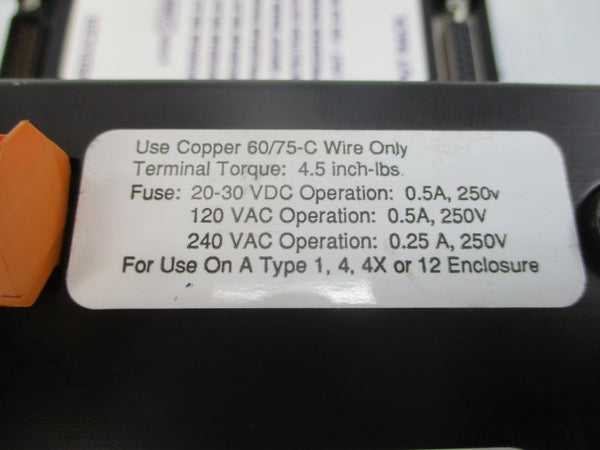 Use Copper 60/75-C Wire Only
Terminal Torque: 4.5 inch-lbs.
Fuse: 20-30 VDC Operation: 0.5A, 250v
120 VAC Operation: 0.5A, 250V
240 VAC Operation: 0.25 A, 250V
For Use On A Type 1, 4, 4X or 12 Enclosure